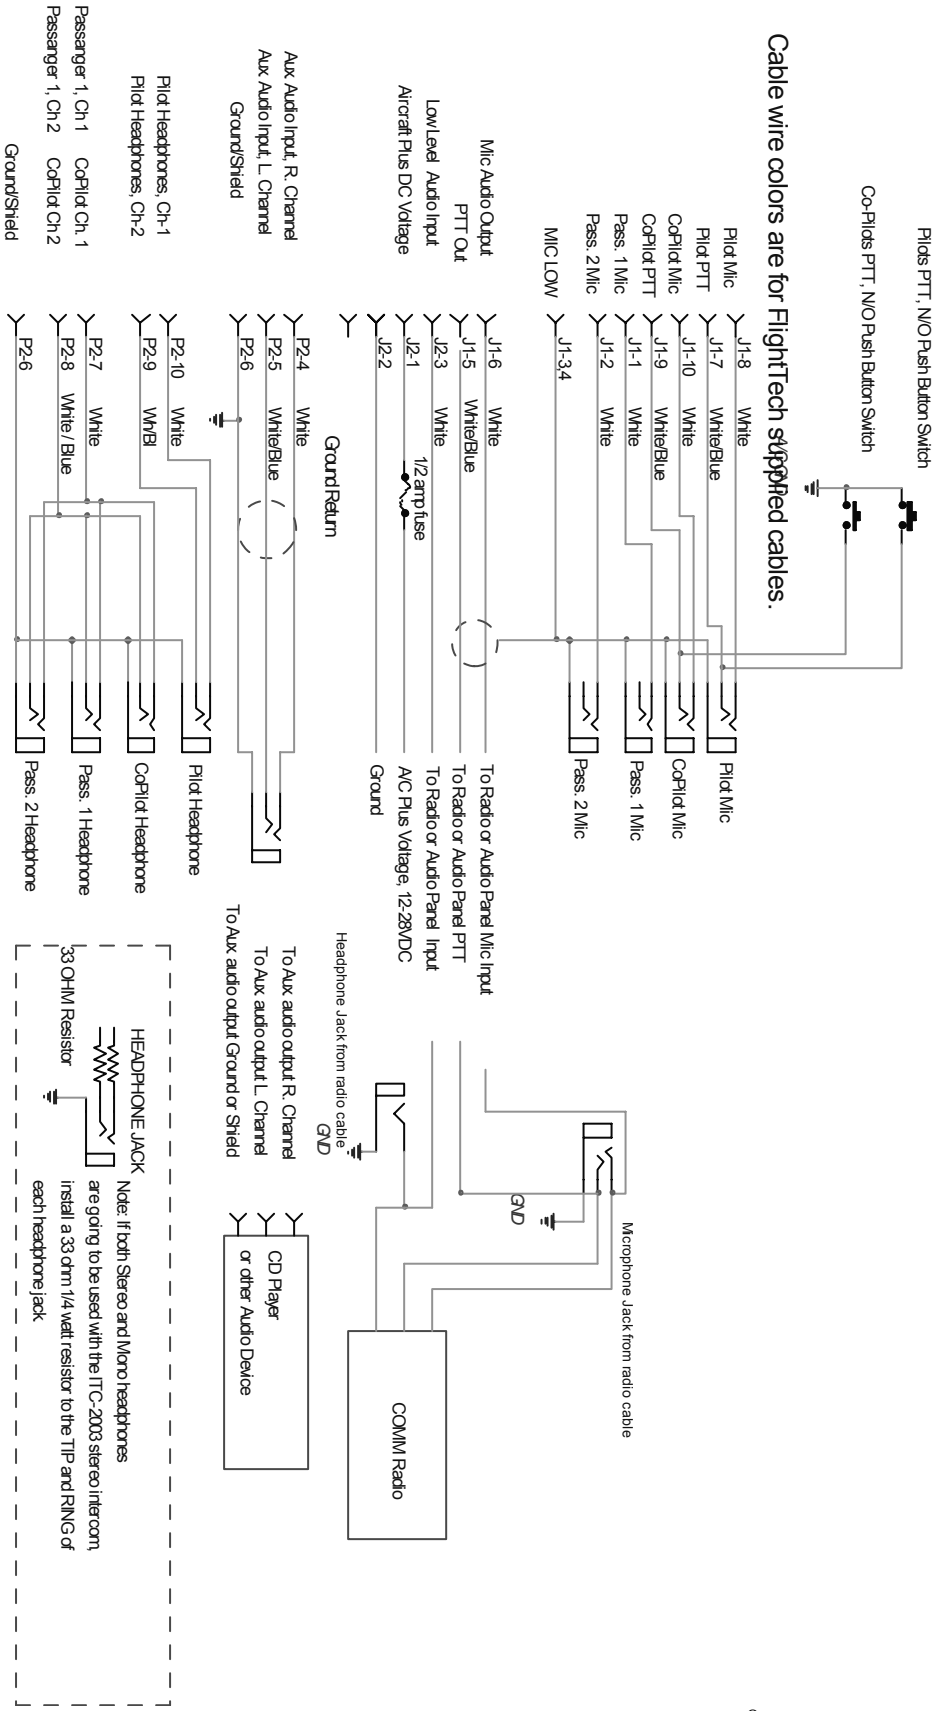 Pilots PTT, N/O Push Button Switch
Co-Pilots PTT, N/O Push Button Switch
Cable wire colors are for FlightTech supplied cables.
Pilot Mic
J1-8
White
Pilot PTT
J1-7
White/Blue
CoPilot Mic
J1-10
White
CoPilot PTT
J1-9
White/Blue
Pass. 1 Mic
J1-1
White
Pass. 2 Mic
J1-2
White
MIC LOW
J1-3,4
Pilot Mic
CoPilot Mic
Pass. 1 Mic
Pass. 2 Mic
Mic Audio Output
J1-6
White
To Radio or Audio Panel Mic Input
PTT Out
J1-5
White/Blue
To Radio or Audio Panel PTT
Low Level Audio Input
J2-3
White
To Radio or Audio Panel Input
Aircraft Plus DC Voltage
J2-1
1/2 amp fuse
A/C Plus Voltage, 12-28VDC
J2-2
Ground
Ground Return
Microphone Jack from radio cable
GND
Headphone Jack from radio cable
GND
COMM Radio
Aux Audio Input, R. Channel
P2-4
White
To Aux audio output R. Channel
Aux Audio Input, L. Channel
P2-5
White/Blue
To Aux audio output L. Channel
Ground/Shield
P2-6
To Aux audio output Ground or Shield
CD Player
or other Audio Device
Pilot Headphones, Ch-1
P2-10
White
Pilot Headphones, Ch-2
P2-9
Wh/Bl
Passanger 1, Ch 1 CoPilot Ch. 1
P2-7
White
Passanger 1, Ch 2 CoPilot Ch 2
P2-8
White / Blue
Ground/Shield
P2-6
Pilot Headphone
CoPilot Headphone
Pass. 1 Headphone
Pass. 2 Headphone
HEADPHONE JACK
33 OHM Resistor
Note: If both Stereo and Mono headphones
are going to be used with the ITC-2003 stereo intercom,
install a 33 ohm 1/4 watt resistor to the TIP and RING of
each headphone jack